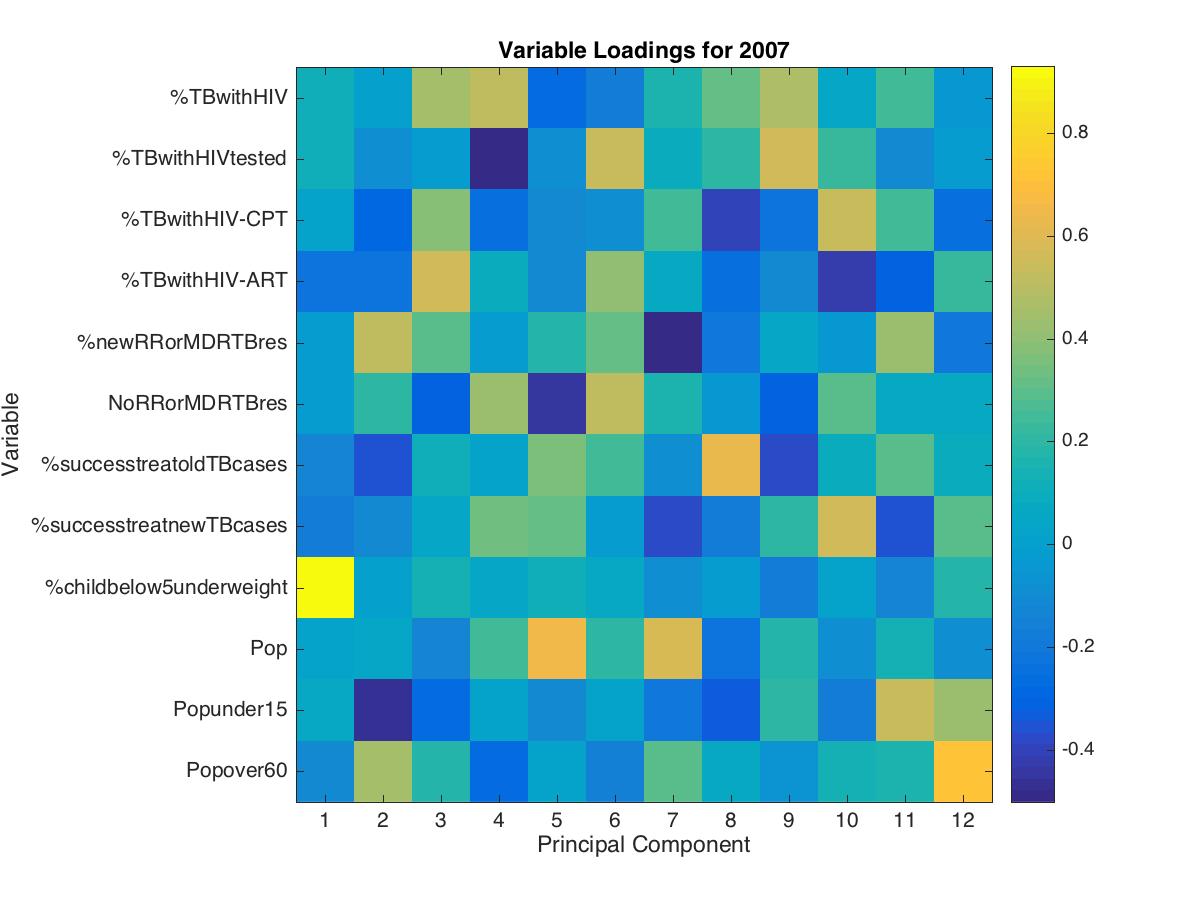 Variable Loadings for 2007
Variable
%TBwithHIV
%TBwithHIVtested
%TBwithHIV-CPT
%TBwithHIV-ART
%newRRorMDRTBres
NoRRorMDRTBres
%successtreatoldTBcases
%successtreatnewTBcases
%childbelow5underweight
Pop
Popunder15
Popover60
1 2 3 4 5 6 7 8 9 10 11 12
Principal Component
0.8
0.6
0.4
0.2
0
-0.2
-0.4